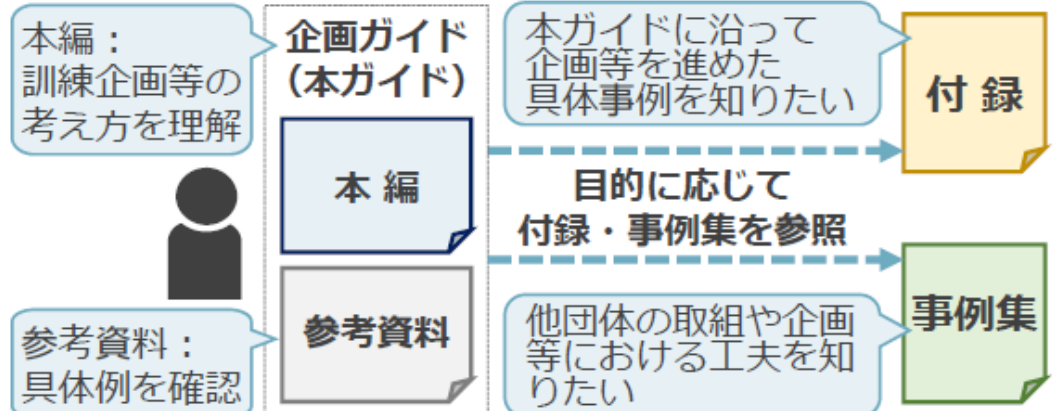 本編：
訓練企画等の
考え方を理解
企画ガイド
（本ガイド）
本 編
参考資料
参考資料：
具体例を確認
本ガイドに沿って
企画等を進めた
具体事例を知りたい
付 録
目的に応じて
付録・事例集を参照
他団体の取組や企画
等における工夫を知
りたい
事例集